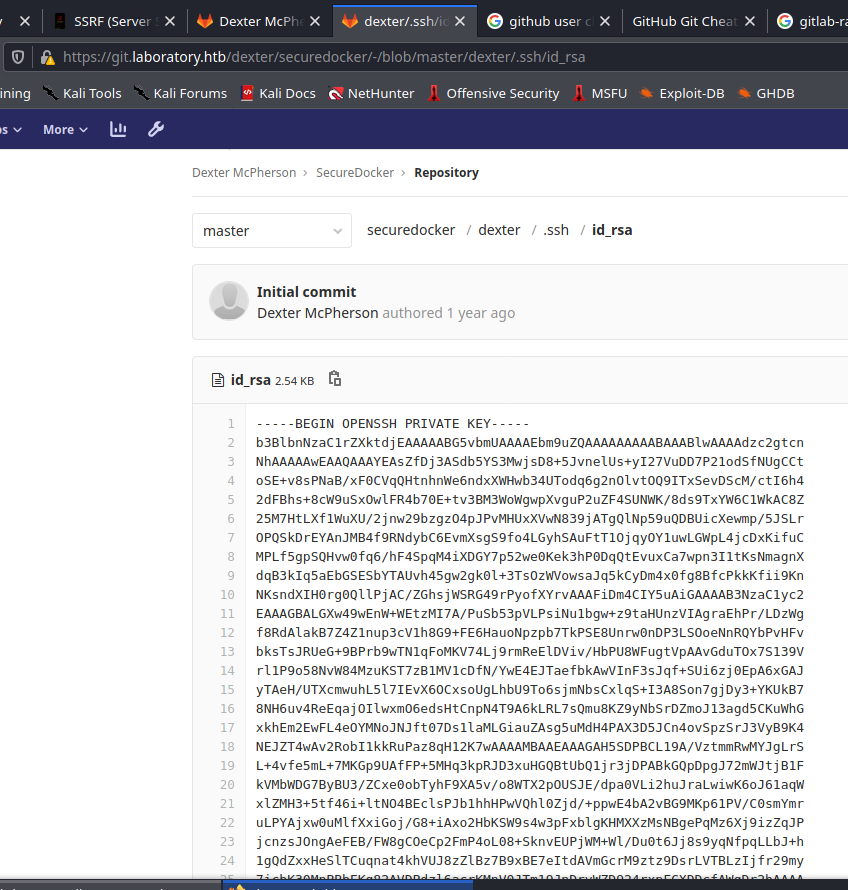 SSRF (Server
Dexter McPhe
dexter/.ssh/id
github user c
GitHub Git Cheat
gitlab-ra
https://git.laboratory.htb/dexter/securedocker/-/blob/master/dexter/.ssh/id_rsa
ining
Kali Tools
Kali Forums
Kali Docs
NetHunter
Offensive Security
MSFU
Exploit-DB
GHDB
More
Dexter McPherson › SecureDocker › Repository
master
securedocker / dexter / .ssh / id_rsa
Initial commit
Dexter McPherson authored 1 year ago
id_rsa 2.54 KB
1 -----BEGIN OPENSSH PRIVATE KEY-----
2 b3BlbnNzaC1rZXktdjEAAAAABG5vbmUAAAAEbm9uZQAAAAAAAAABAAABlwAAAAdzc2gtcn
3 NhAAAAAwEAAQAAAYEAsZfDj3ASdb5YS3MwjsD8+5JvnelUs+yI27VuDD7P21odSfNUgCCt
4 oSE+v8sPNaB/xF0CVqQHtnhnWe6ndxXWHwb34UTodq6g2nOlvtOQ9ITxSevDScM/ctI6h4
5 2dFBhs+8cW9uSxOwlFR4b70E+tv3BM3WoWgwpXvguP2uZF4SUNWK/8ds9TxYW6C1WkAC8Z
6 25M7HtLXf1WuXU/2jnw29bzgzO4pJPvMHUxXVwN839jATgQlNp59uQDBUicXewmp/5JSLr
7 OPQSkDrEYAnJMB4f9RNdybC6EvmXsgS9fo4LGyhSAuFtT1OjqyOY1uwLGWpL4jcDxKifuC
8 MPLf5gpSQHvw0fq6/hF4SpqM4iXDGY7p52we0Kek3hP0DqQtEvuxCa7wpn3I1tKsNmagnX
9 dqB3kIq5aEbGSESbYTAUvh45gw2gk0l+3TsOzWVowsaJq5kCyDm4x0fg8BfcPkkKfii9Kn
10 NKsndXIH0rg0QllPjAC/ZGhsjWSRG49rPyofXYrvAAAFiDm4CIY5uAiGAAAAB3NzaC1yc2
11 EAAAGBALGXw49wEnW+WEtzMI7A/PuSb53pVLPsiNu1bgw+z9taHUnzVIAgraEhPr/LDzWg
12 f8RdAlakB7Z4Z1nup3cV1h8G9+FE6HauoNpzpb7TkPSE8Unrw0nDP3LSOoeNnRQYbPvHFv
13 bksTsJRUeG+9BPrb9wTN1qFoMKV74Lj9rmReElDViv/HbPU8WFugtVpAAvGduTOx7S139V
14 rl1P9o58NvW84MzuKST7zB1MV1cDfN/YwE4EJTaefbkAwVInF3sJqf+SUi6zj0EpA6xGAJ
15 yTAeH/UTXcmwuhL5l7IEvX6OCxsoUgLhbU9To6sjmNbsCxlqS+I3A8Son7gjDy3+YKUkB7
16 8NH6uv4ReEqajOIlwxmO6edsHtCnpN4T9A6kLRL7sQmu8KZ9yNbSrDZmoJ13agd5CKuWhG
17 xkhEm2EwFL4eOYMNoJNJft07Ds1laMLGiauZAsg5uMdH4PAX3D5JCn4ovSpzSrJ3VyB9K4
18 NEJZT4wAv2RobI1kkRuPaz8qH12K7wAAAAMBAAEAAAGAH5SDPBCL19A/VztmmRwMYJgLrS
19 L+4vfe5mL+7MKGp9UAfFP+5MHq3kpRJD3xuHGQBtUbQ1jr3jDPABkGQpDpgJ72mWJtjB1F
20 kVMbWDG7ByBU3/ZCxe0obTyhF9XA5v/o8WTX2pOUSJE/dpa0VLi2huJraLwiwK6oJ61aqW
21 xlZMH3+5tf46i+ltNO4BEclsPJb1hhHPwVQhl0Zjd/+ppwE4bA2vBG9MKp61PV/C0smYmr
22 uLPYAjxw0uMlfXxiGoj/G8+iAxo2HbKSW9s4w3pFxblgKHMXXzMsNBgePqMz6Xj9izZqJP
23 jcnzsJOngAeFEB/FW8gCOeCp2FmP4oL08+SknvEUPjWM+Wl/Du0t6Jj8s9yqNfpqLLbJ+h
24 1gQdZxxHeSlTCuqnat4khVUJ8zZlBz7B9xBE7eItdAVmGcrM9ztz9DsrLVTBLzIjfr29my